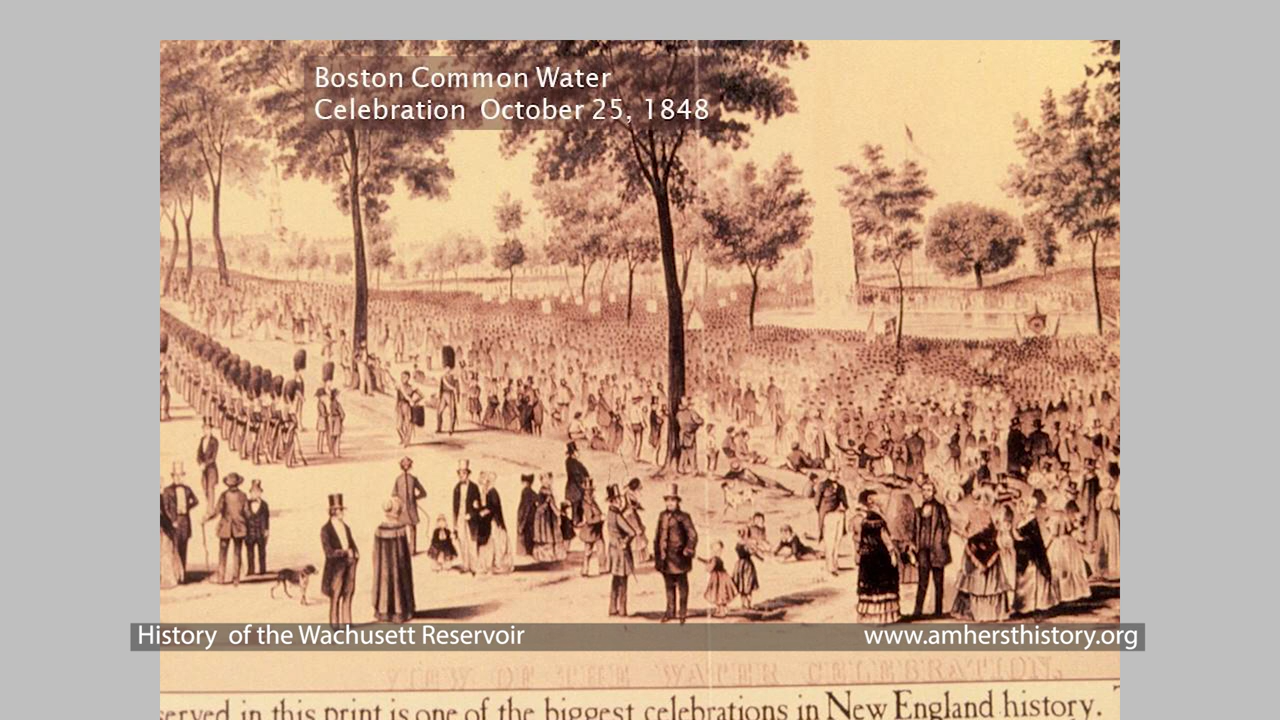 Boston Common Water
Celebration October 25, 1848
History of the Wachusett Reservoir
www.amhersthistory.org
VIEW OF THE WATER CELEBRATION,
served in this print is one of the biggest celebrations in New England history.